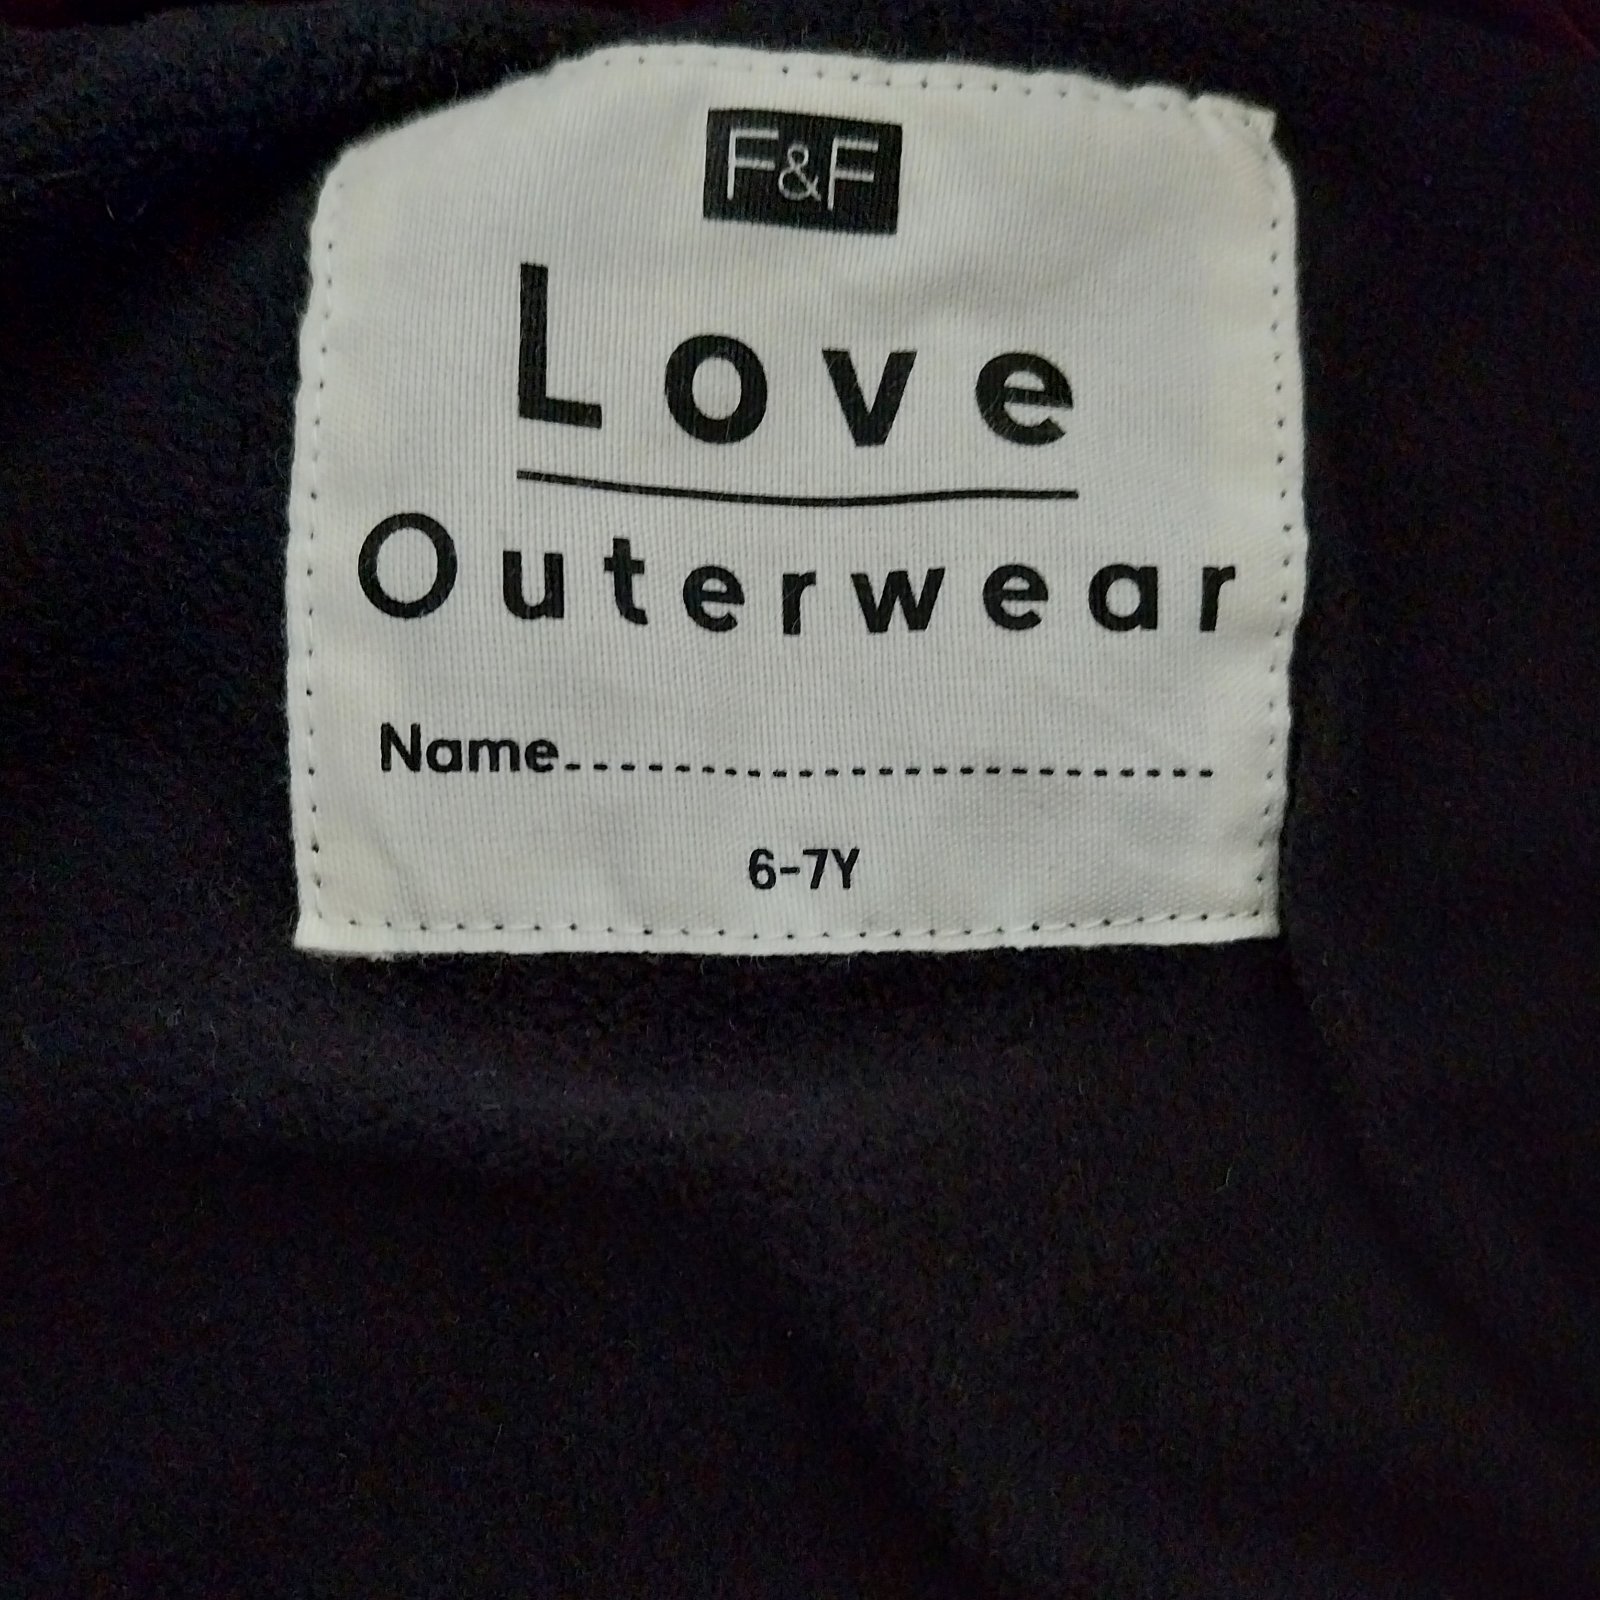 F&F
Love
Outerwear
Name................................
6-7Y